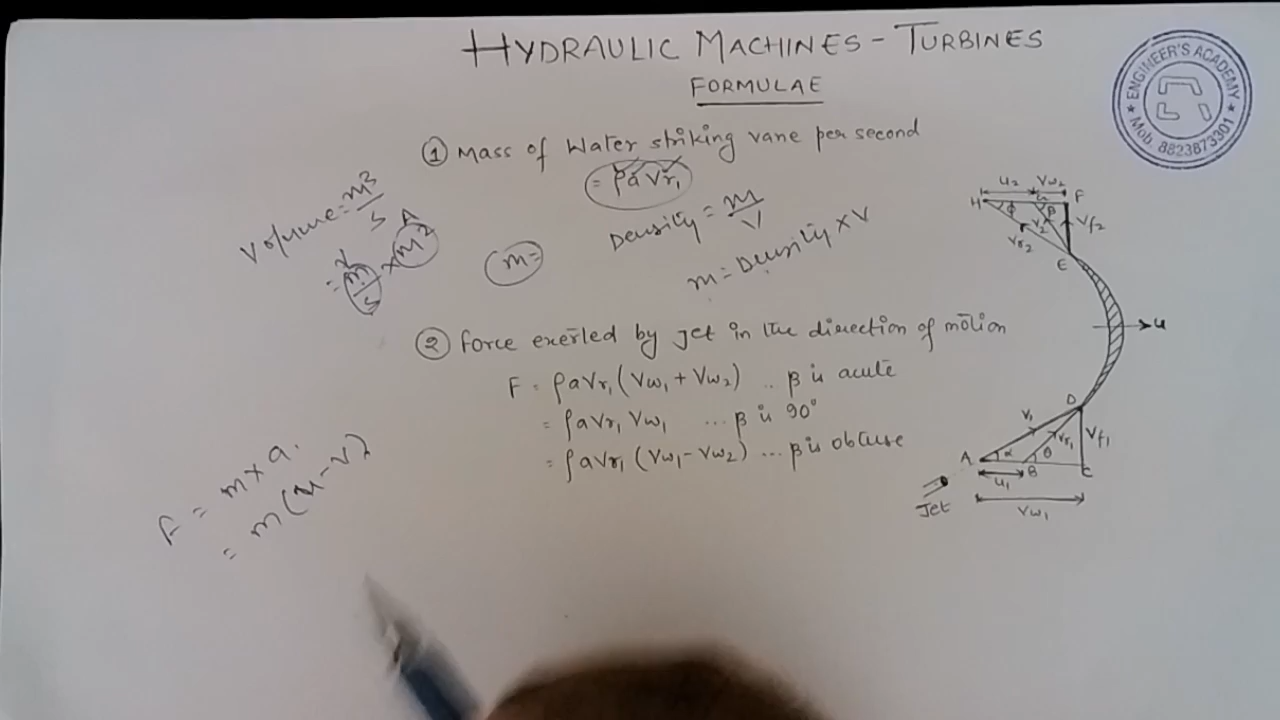 HYDRAULIC MACHINES - TURBINES
FORMULAE
ENGINEER'S ACADEMY
★ Mob. 8823873301 ★
① Mass of Water striking vane per second
= ρaVr₁
Volume = m³/s
= m/s × m²
V A
Density = m/V
m =
m = Density × V
② Force exerted by jet in the direction of motion
F = ρaVr₁ (Vw₁ + Vw₂) .. β is acute
= ρaVr₁ Vw₁ ... β is 90°
= ρaVr₁ (Vw₁ - Vw₂) ... β is obtuse
F = m × a.
= m(u-v)
u₂ Vw₂
H F
φ β
V₂ Vf₂
Vr₂
E
u
D
V₁ Vr₁ Vf₁
A α B θ C
u₁
Jet
Vw₁